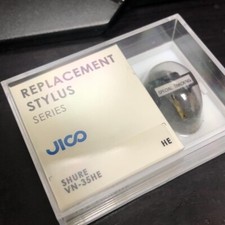 REPLACEMENT
STYLUS
SERIES
JICO
SHURE
VN-35HE
HE